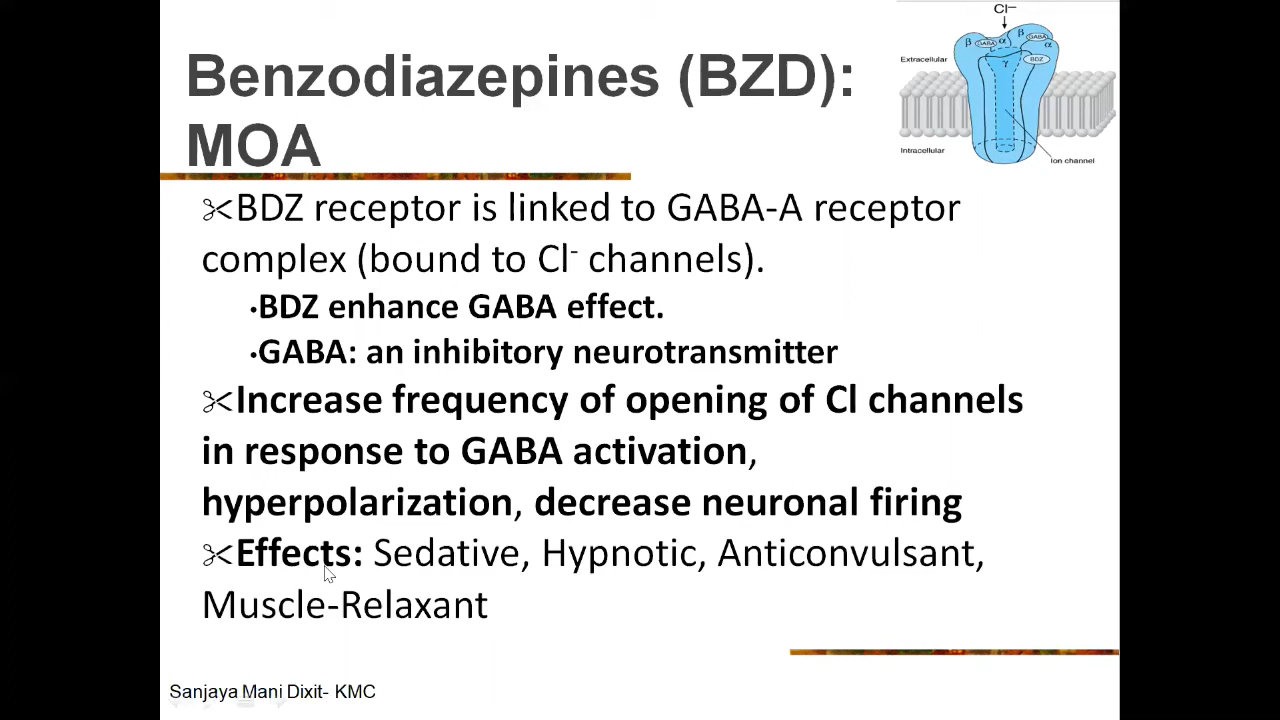 Cl⁻
Benzodiazepines (BZD):
MOA
β
GABA
α
β
GABA
α
γ
BDZ
Extracellular
Intracellular
Ion channel
BDZ receptor is linked to GABA-A receptor
complex (bound to Cl⁻ channels).
•BDZ enhance GABA effect.
•GABA: an inhibitory neurotransmitter
Increase frequency of opening of Cl channels
in response to GABA activation,
hyperpolarization, decrease neuronal firing
Effects: Sedative, Hypnotic, Anticonvulsant,
Muscle-Relaxant
Sanjaya Mani Dixit- KMC